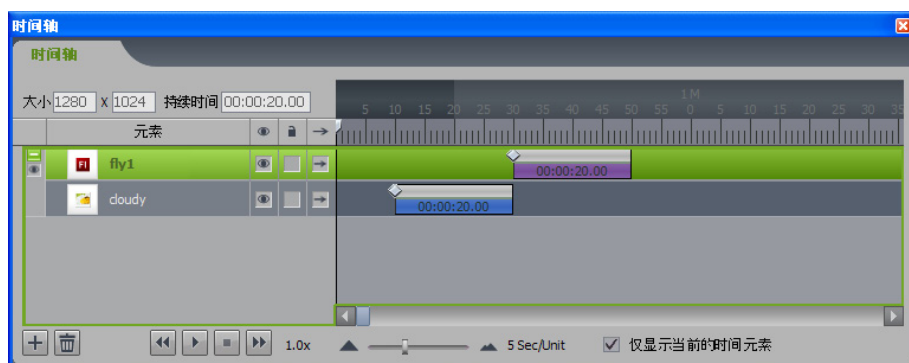 时间轴
时间轴
大小 1280 X 1024 持续时间 00:00:20.00
1M
5 10 15 20 25 30 35 40 45 50 55 0 5 10 15 20 25 30 35
元素
Fl fly1 00:00:20.00
cloudy 00:00:20.00
1.0x 5 Sec/Unit 仅显示当前的时间元素